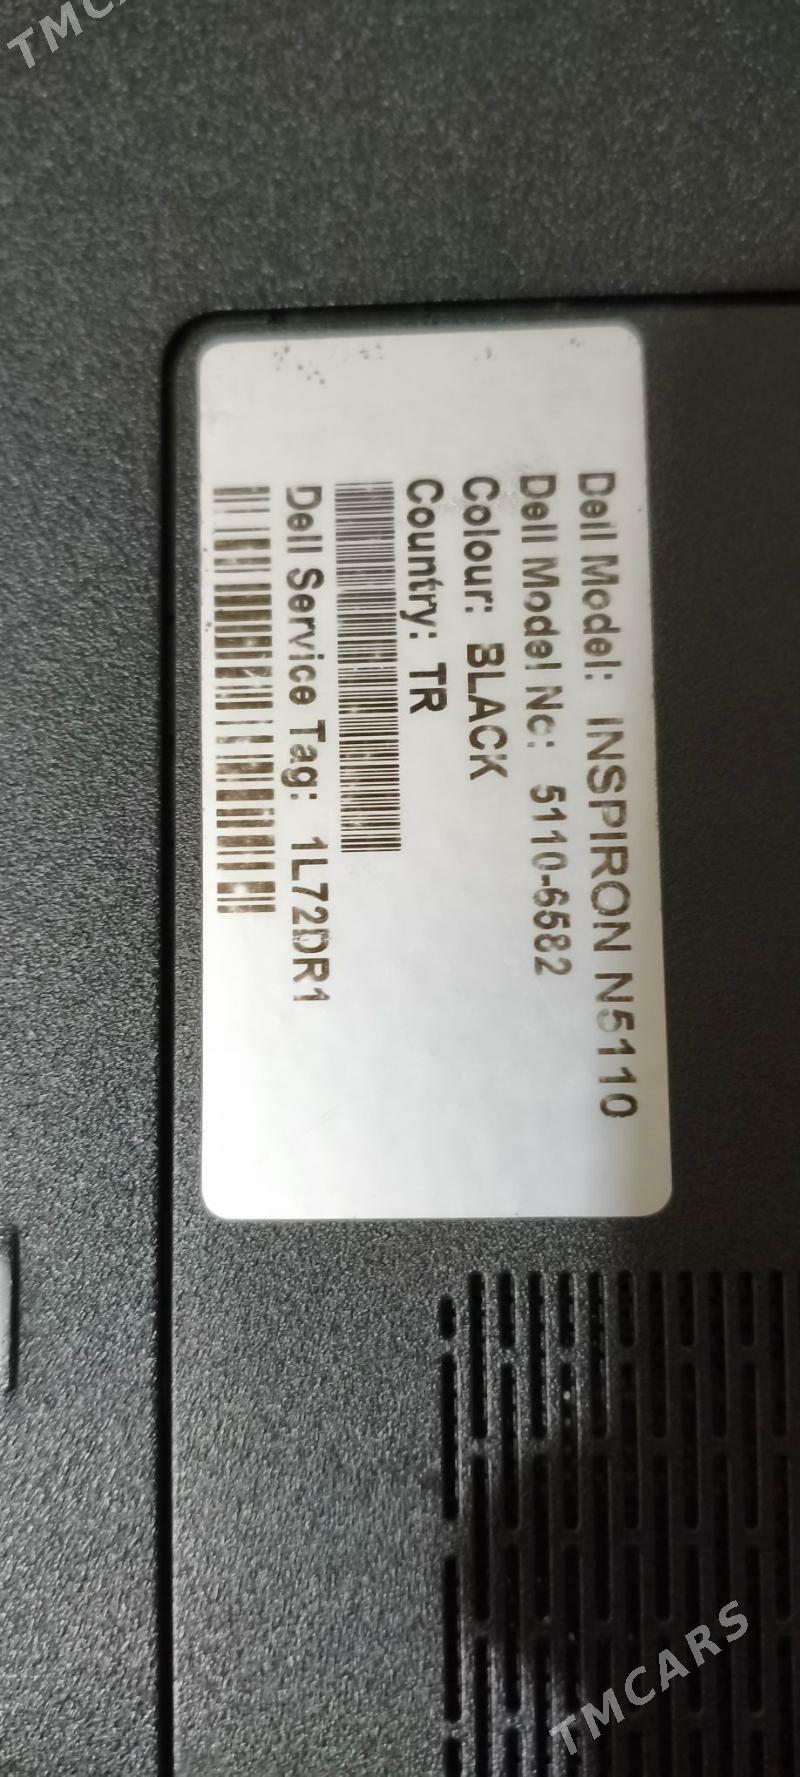 TMCARS
Dell Model: INSPIRON N5110
Dell Model No: 5110-6582
Colour: BLACK
Country: TR
Dell Service Tag: 1L72DR1
TMCARS